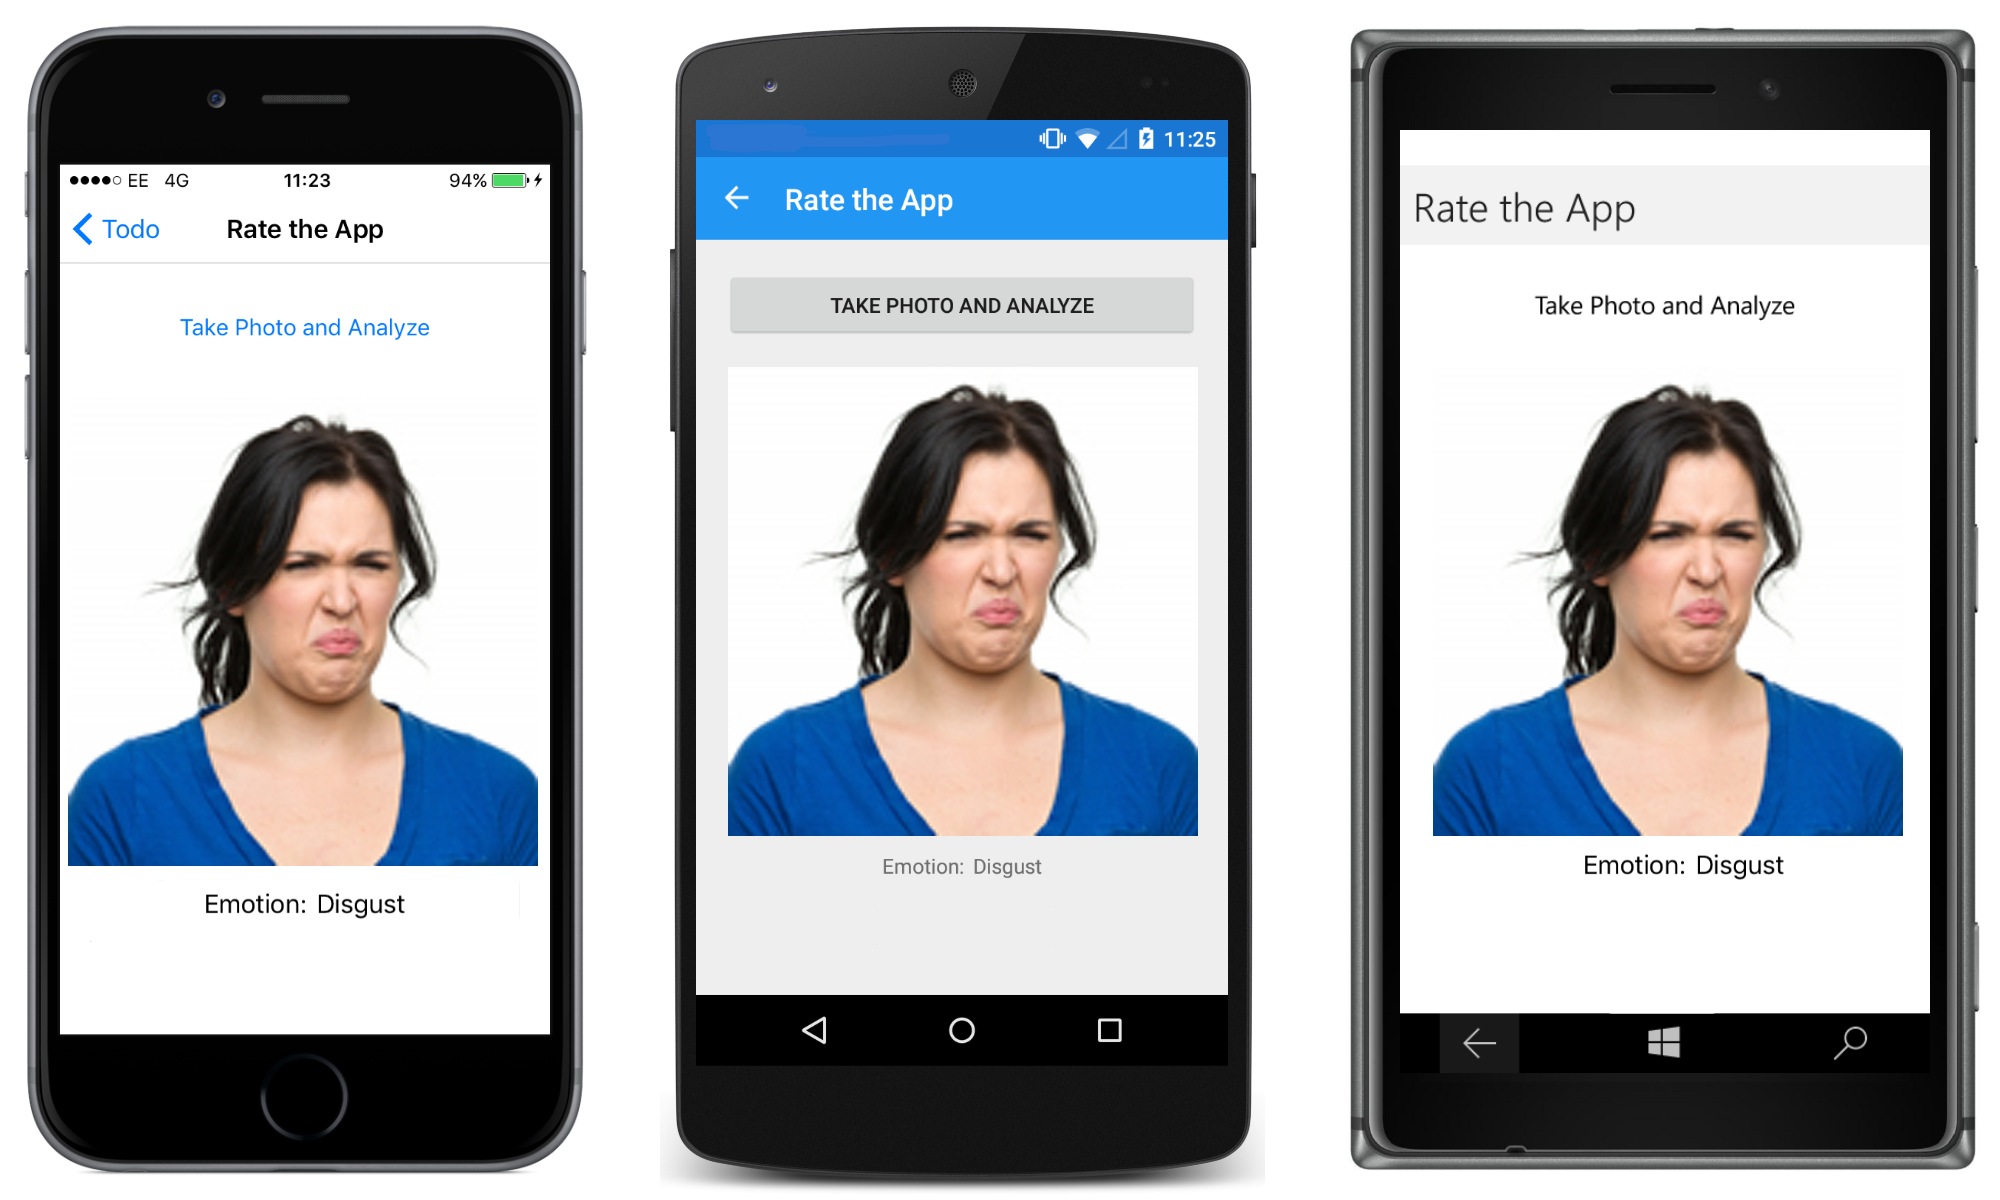 EE 4G 11:23 94%
Todo Rate the App
Take Photo and Analyze
Emotion: Disgust
11:25
Rate the App
TAKE PHOTO AND ANALYZE
Emotion: Disgust
Rate the App
Take Photo and Analyze
Emotion: Disgust